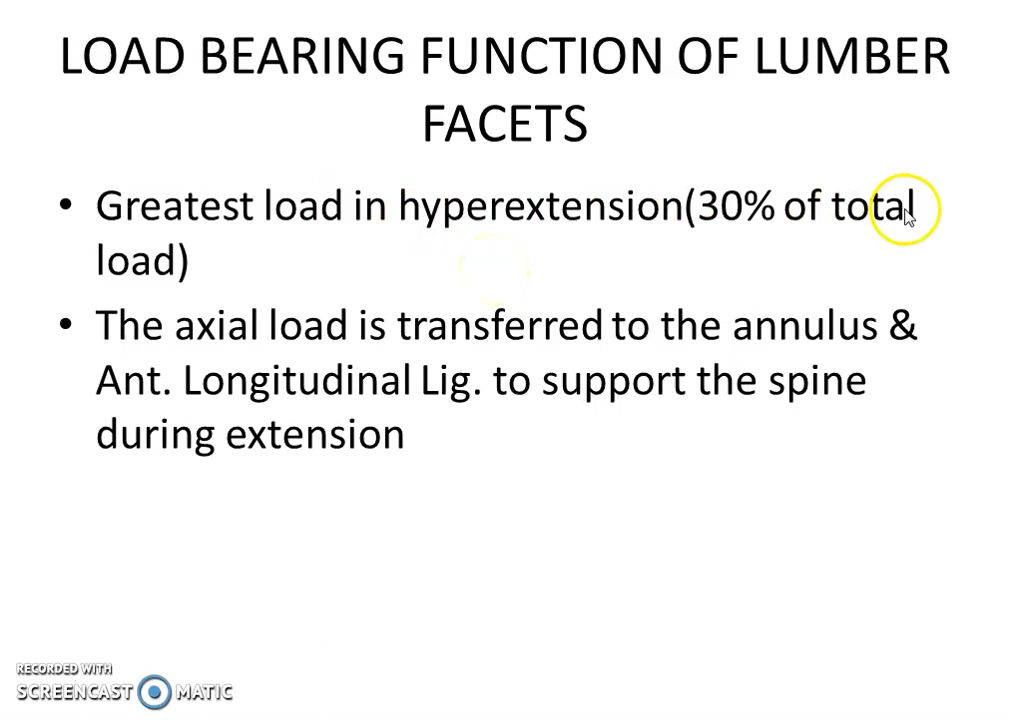 LOAD BEARING FUNCTION OF LUMBER
FACETS
• Greatest load in hyperextension(30% of total
load)
• The axial load is transferred to the annulus &
Ant. Longitudinal Lig. to support the spine
during extension
RECORDED WITH
SCREENCAST MATIC